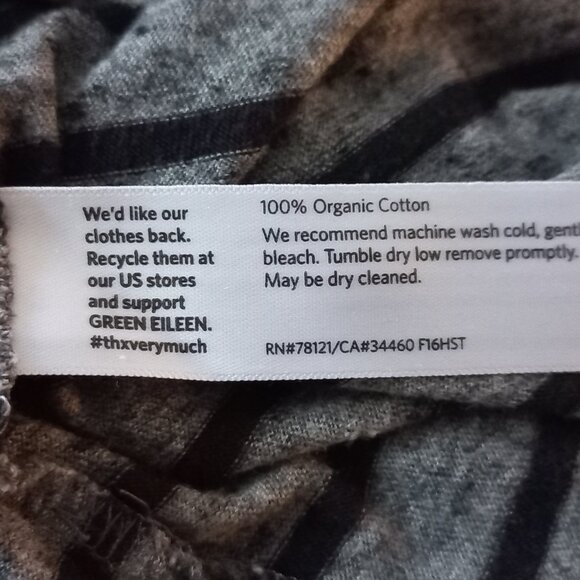 We'd like our
clothes back.
Recycle them at
our US stores
and support
GREEN EILEEN.
#thxverymuch
100% Organic Cotton
We recommend machine wash cold,
bleach. Tumble dry low remove promptly.
May be dry cleaned.
RN#78121/CA#34460 F16HST